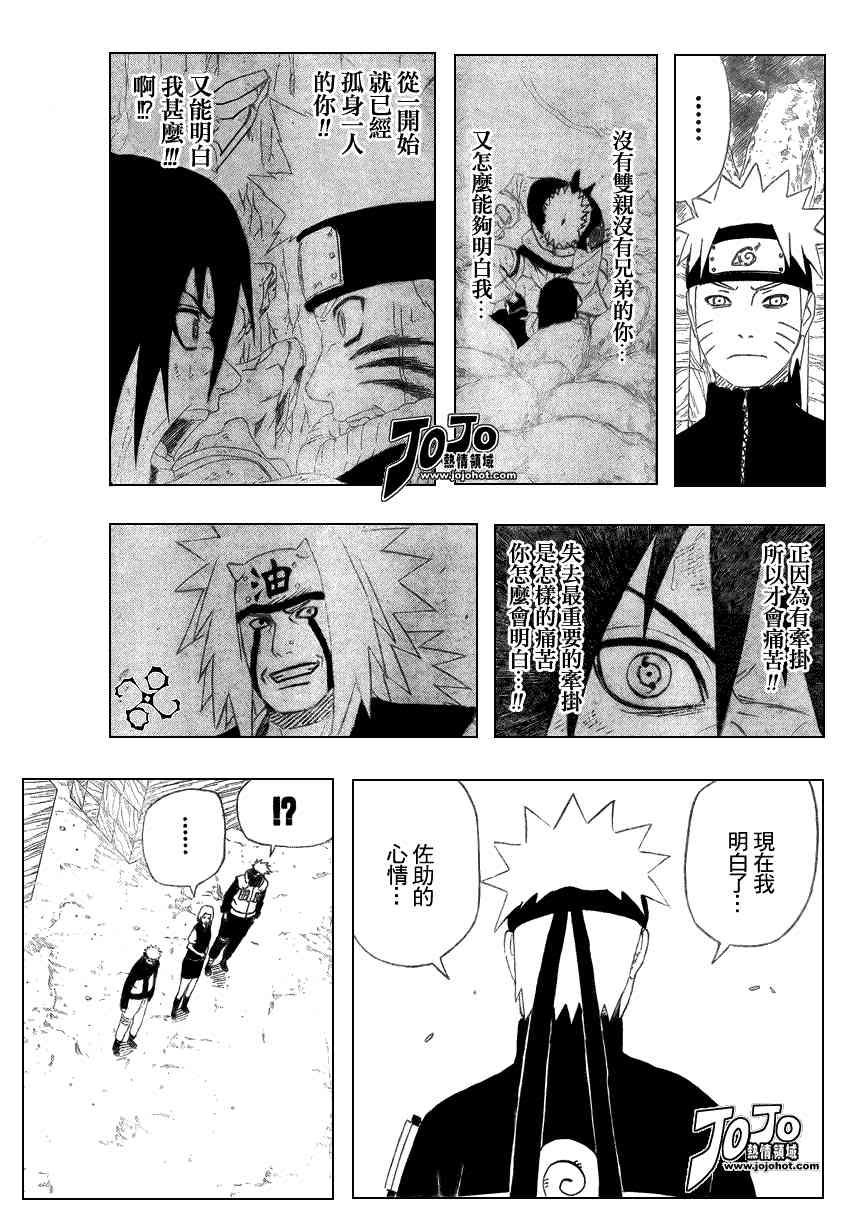 ……
沒有雙親沒有兄弟的你…
又怎麼能夠明白我…
從一開始
就已經
孤身一人
的你!!
又能明白
我甚麼!!!
啊!!?
JOJO
熱情領域
www.jojohot.com
正因為有牽掛
所以才會痛苦!!
失去最重要的牽掛
是怎樣的痛苦
你怎麼會明白…!!
油
現在我
明白了…
佐助的
心情…
!?
……
JOJO
熱情領域
www.jojohot.com